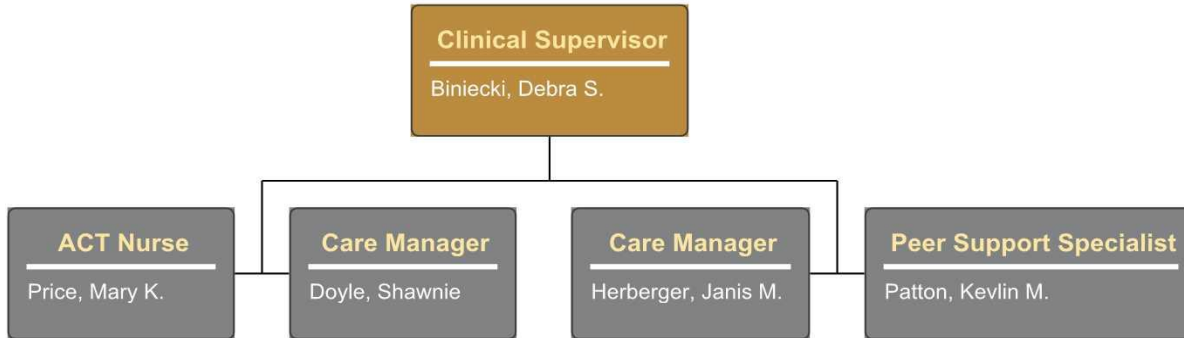 Clinical Supervisor
Biniecki, Debra S.
ACT Nurse
Price, Mary K.
Care Manager
Doyle, Shawnie
Care Manager
Herberger, Janis M.
Peer Support Specialist
Patton, Kevlin M.